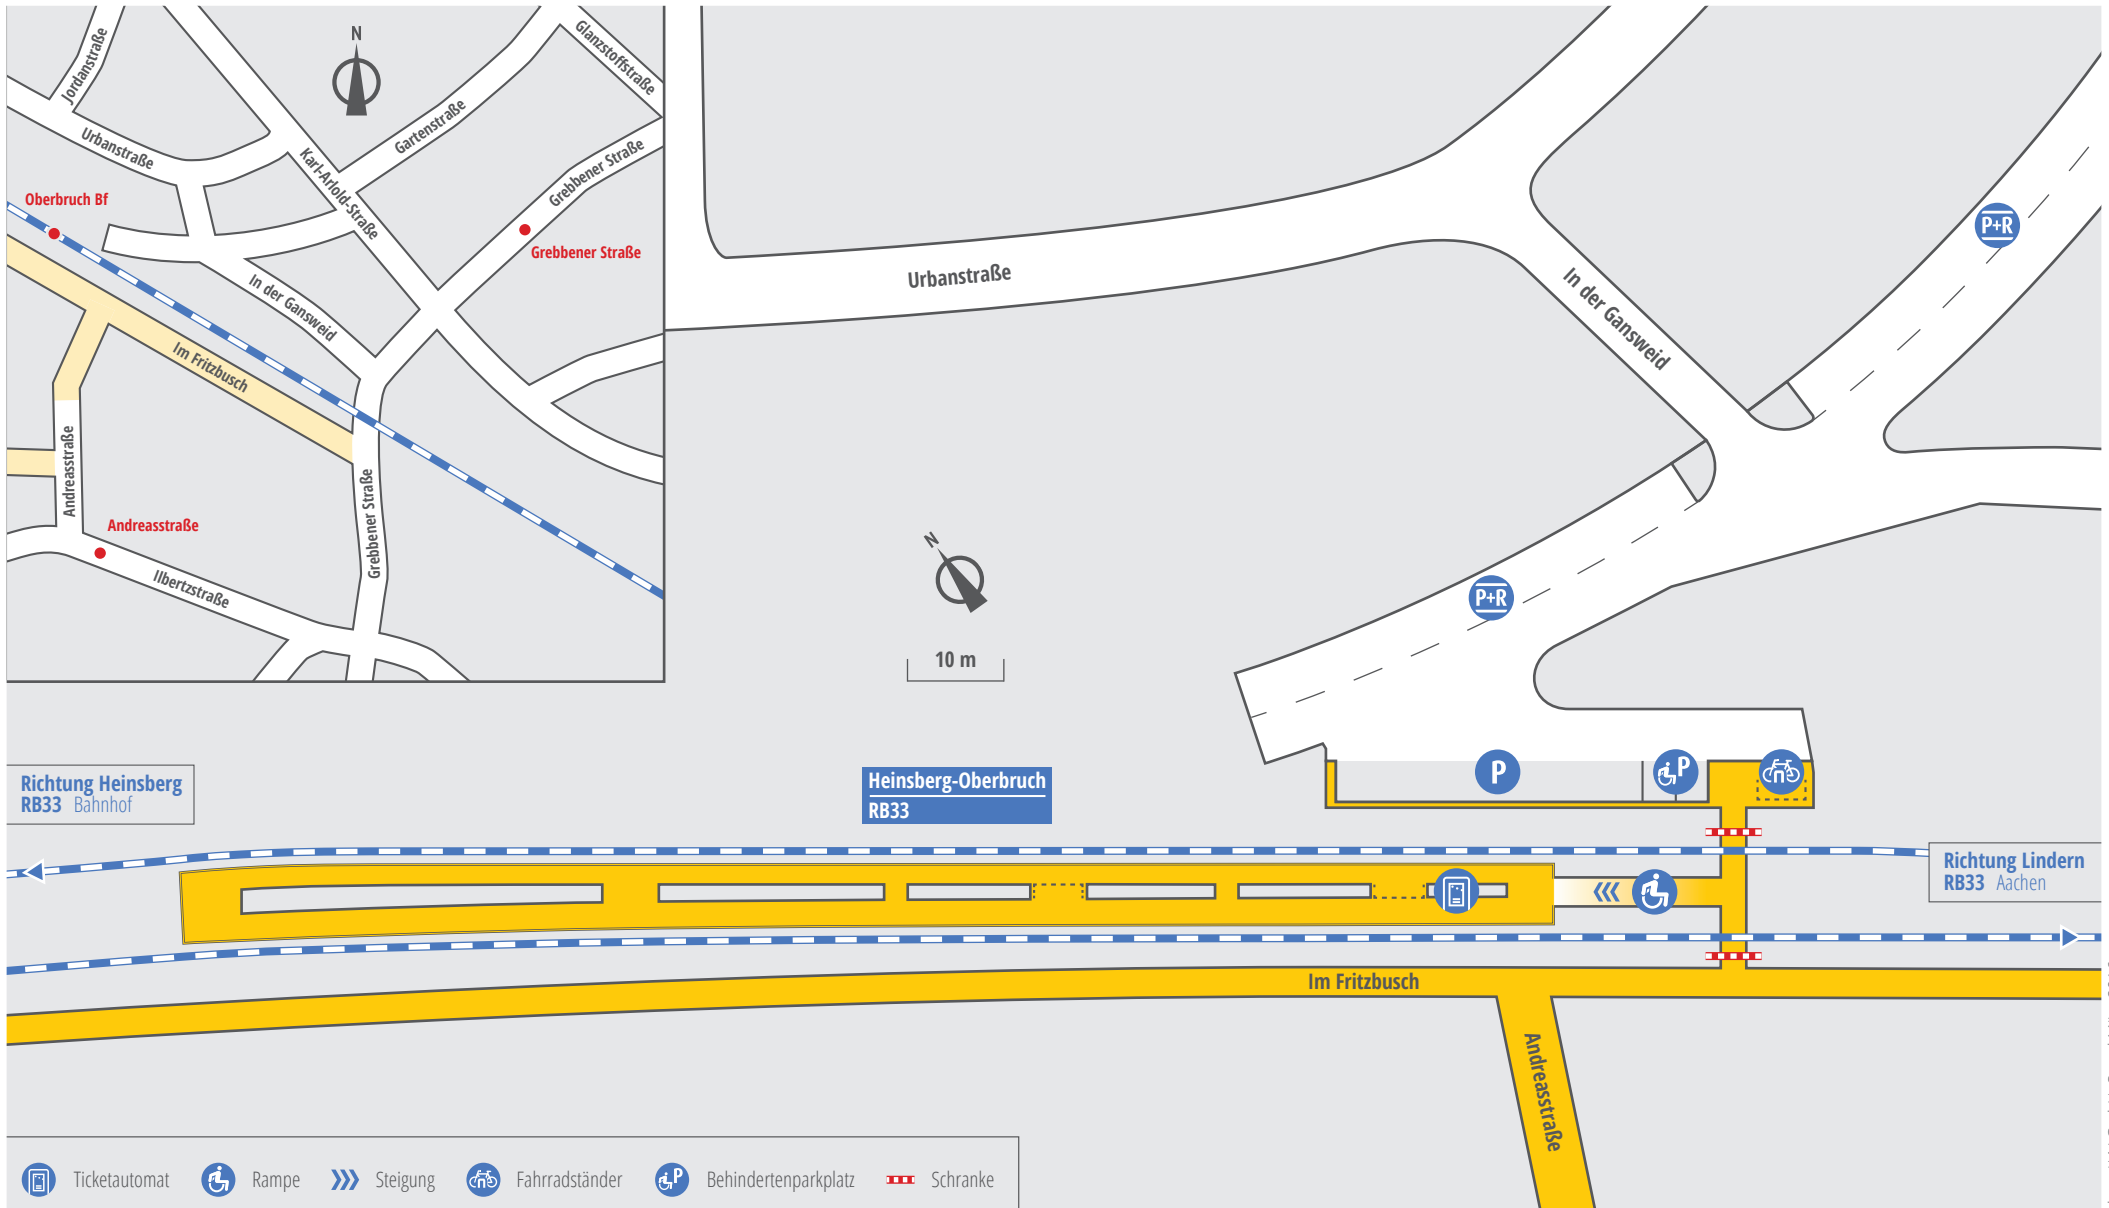 N
Jordanstraße
Glanzstoffstraße
Urbanstraße
Gartenstraße
Karl-Arlold-Straße
Grebbener Straße
Oberbruch Bf
Grebbener Straße
In der Gansweid
Im Fritzbusch
Andreasstraße
Grebbener Straße
Andreasstraße
Ilbertzstraße
Urbanstraße
In der Gansweid
P+R
N
P+R
10 m
P
P
Richtung Heinsberg
RB33 Bahnhof
Heinsberg-Oberbruch
RB33
Richtung Lindern
RB33 Aachen
Im Fritzbusch
Andreasstraße
Ticketautomat
Rampe
Steigung
Fahrradständer
P
Behindertenparkplatz
Schranke